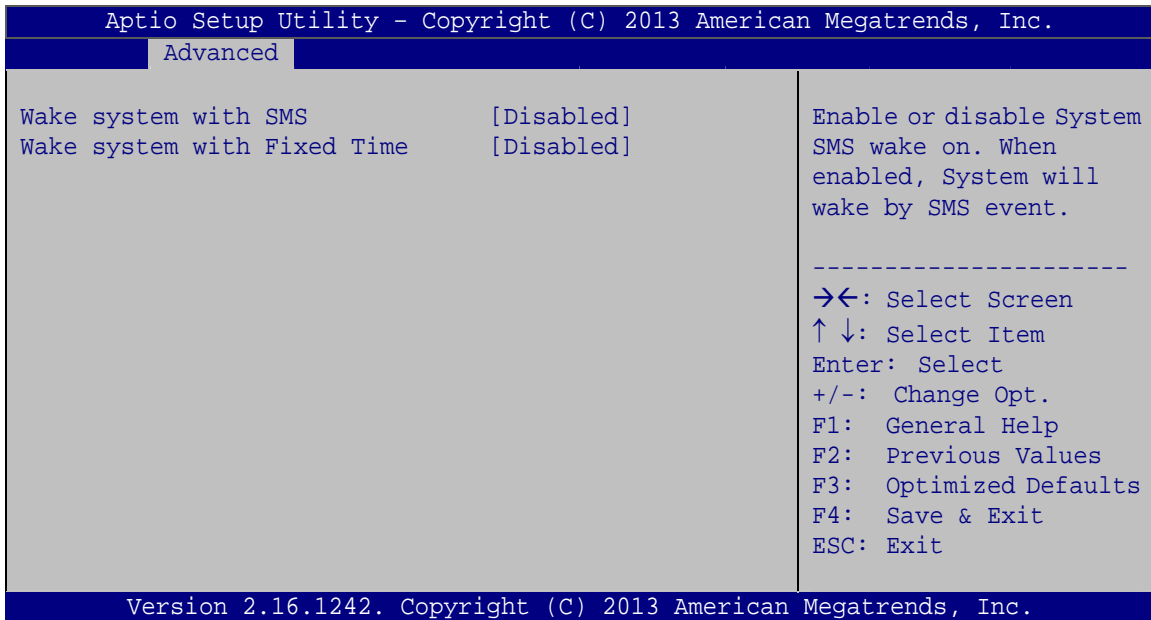 Aptio Setup Utility – Copyright (C) 2013 American Megatrends, Inc.
Advanced
Wake system with SMS [Disabled]
Wake system with Fixed Time [Disabled]
Enable or disable System
SMS wake on. When
enabled, System will
wake by SMS event.
----------------------
→←: Select Screen
↑ ↓: Select Item
Enter: Select
+/-: Change Opt.
F1: General Help
F2: Previous Values
F3: Optimized Defaults
F4: Save & Exit
ESC: Exit
Version 2.16.1242. Copyright (C) 2013 American Megatrends, Inc.